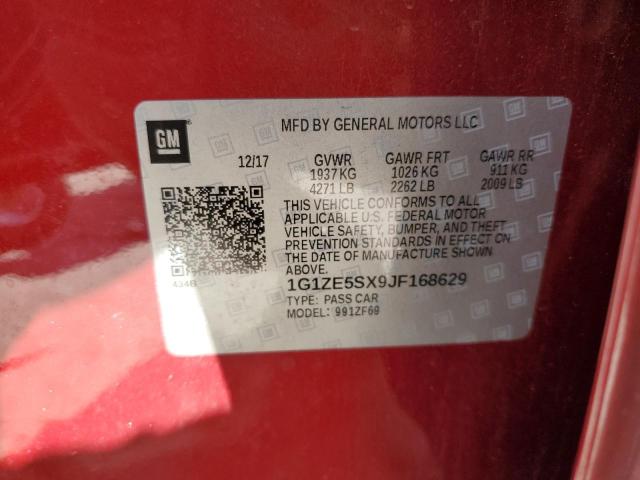 GM
MFD BY GENERAL MOTORS LLC
12/17 GVWR GAWR FRT GAWR RR
1937 KG 1026 KG 911 KG
4271 LB 2262 LB 2009 LB
THIS VEHICLE CONFORMS TO ALL
APPLICABLE U.S. FEDERAL MOTOR
VEHICLE SAFETY, BUMPER, AND THEFT
PREVENTION STANDARDS IN EFFECT ON
THE DATE OF MANUFACTURE SHOWN
ABOVE.
434B
1G1ZE5SX9JF168629
TYPE: PASS CAR
MODEL: 991ZF69